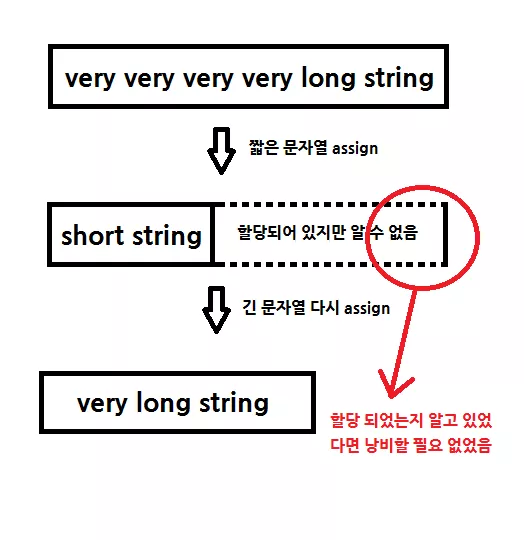 very very very very long string
짧은 문자열 assign
short string
할당되어 있지만 알 수 없음
긴 문자열 다시 assign
very long string
할당 되었는지 알고 있었
다면 낭비할 필요 없었음